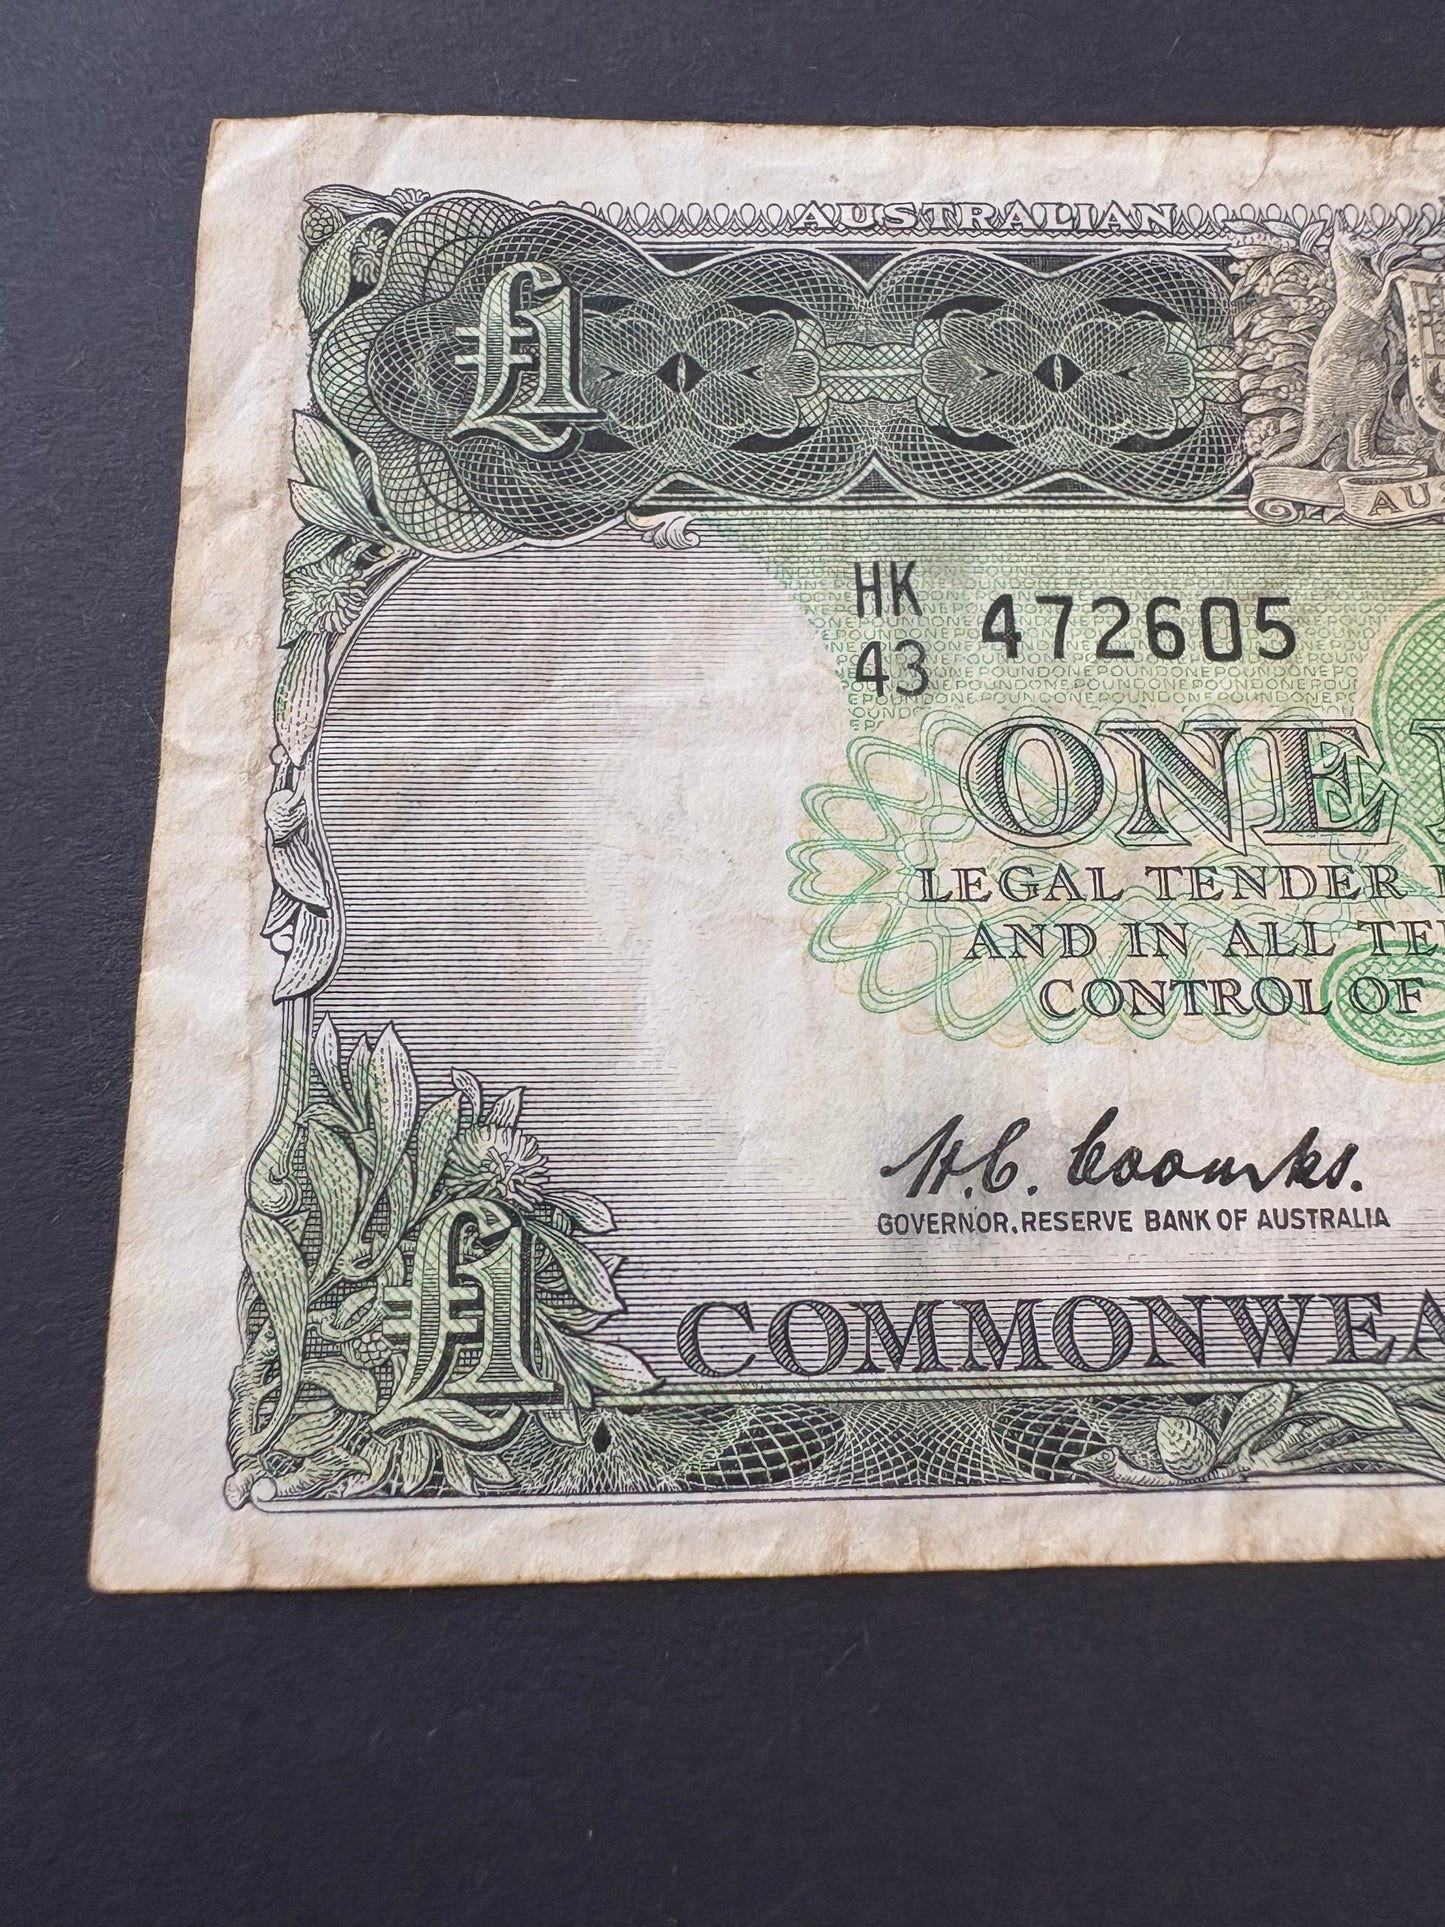 AUSTRALIAN
£1
AU
HK
43
472605
ONE
LEGAL TENDER
AND IN ALL TE
CONTROL OF
H.C. Coombs.
GOVERNOR, RESERVE BANK OF AUSTRALIA
£1
COMMONWEA